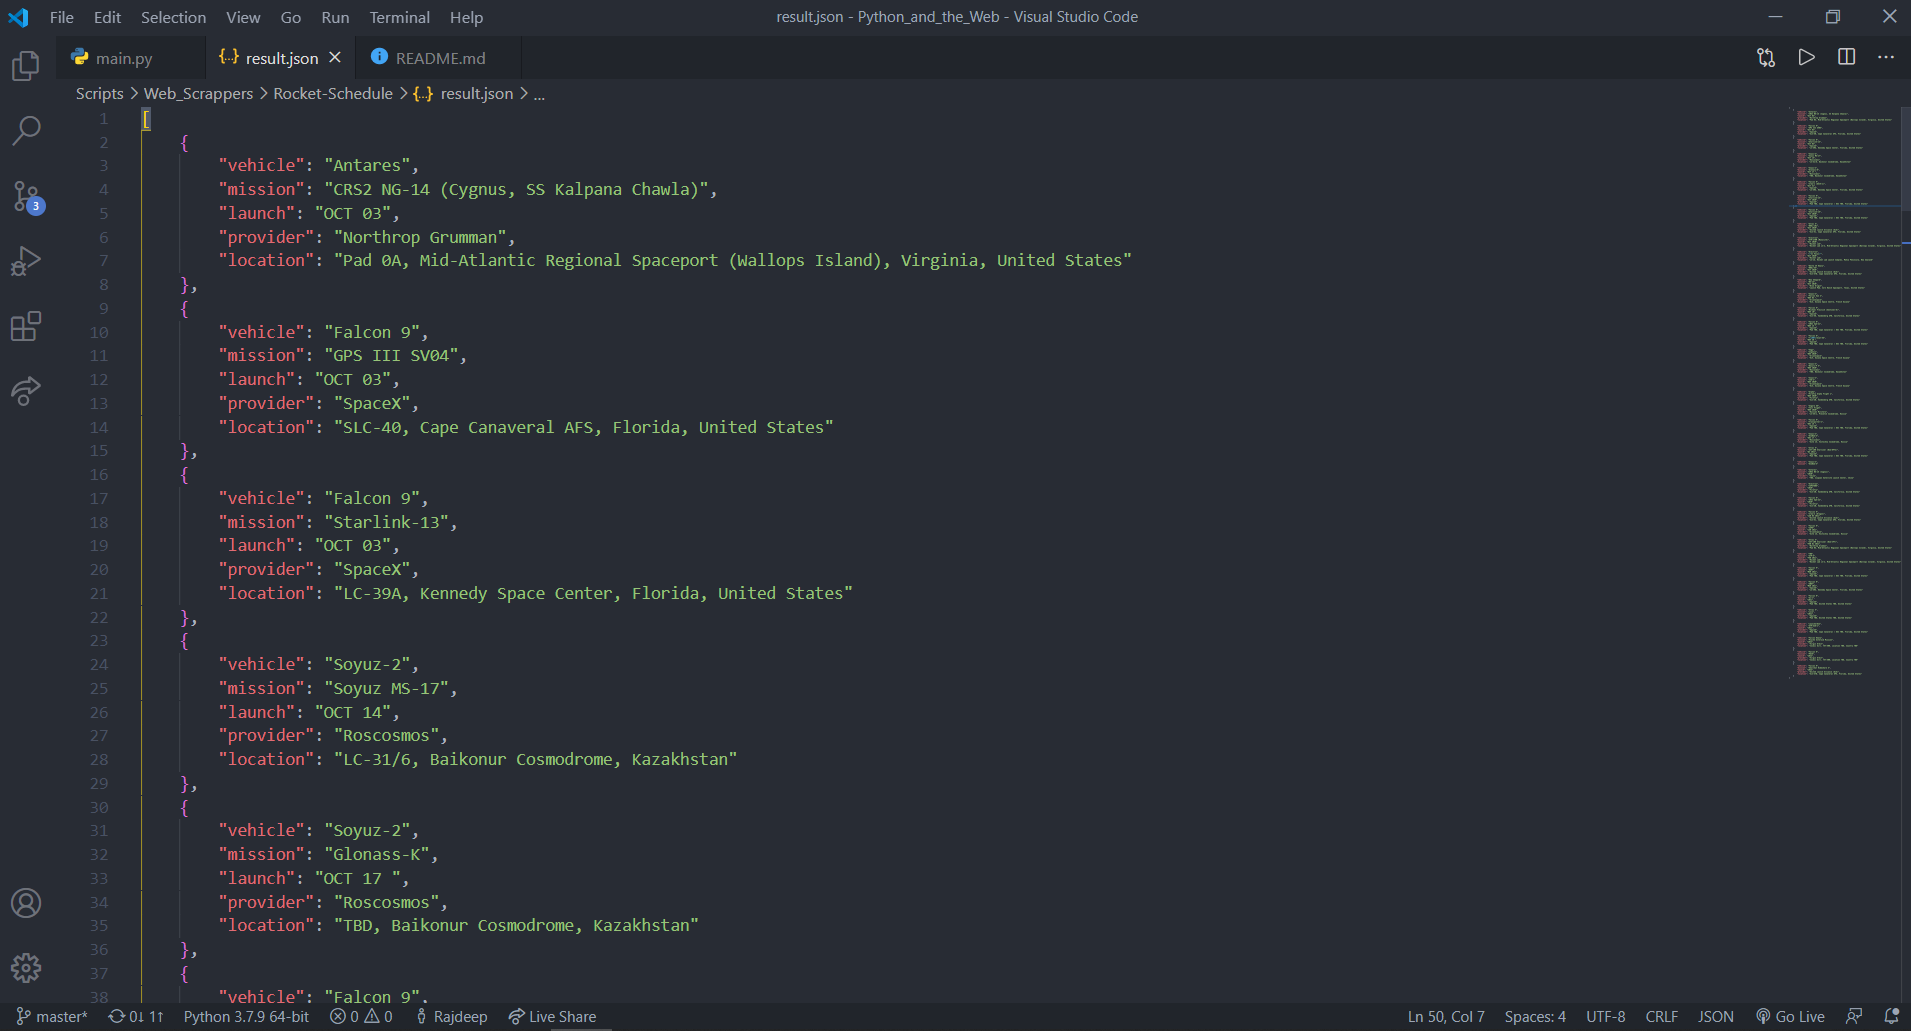 File Edit Selection View Go Run Terminal Help result.json - Python_and_the_Web - Visual Studio Code
main.py {..} result.json README.md
Scripts > Web_Scrappers > Rocket-Schedule > {..} result.json > ...
1 [
2 {
3 "vehicle": "Antares",
4 "mission": "CRS2 NG-14 (Cygnus, SS Kalpana Chawla)",
5 "launch": "OCT 03",
6 "provider": "Northrop Grumman",
7 "location": "Pad 0A, Mid-Atlantic Regional Spaceport (Wallops Island), Virginia, United States"
8 },
9 {
10 "vehicle": "Falcon 9",
11 "mission": "GPS III SV04",
12 "launch": "OCT 03",
13 "provider": "SpaceX",
14 "location": "SLC-40, Cape Canaveral AFS, Florida, United States"
15 },
16 {
17 "vehicle": "Falcon 9",
18 "mission": "Starlink-13",
19 "launch": "OCT 03",
20 "provider": "SpaceX",
21 "location": "LC-39A, Kennedy Space Center, Florida, United States"
22 },
23 {
24 "vehicle": "Soyuz-2",
25 "mission": "Soyuz MS-17",
26 "launch": "OCT 14",
27 "provider": "Roscosmos",
28 "location": "LC-31/6, Baikonur Cosmodrome, Kazakhstan"
29 },
30 {
31 "vehicle": "Soyuz-2",
32 "mission": "Glonass-K",
33 "launch": "OCT 17 ",
34 "provider": "Roscosmos",
35 "location": "TBD, Baikonur Cosmodrome, Kazakhstan"
36 },
37 {
38 "vehicle": "Falcon 9",
3
master* 0↓ 1↑ Python 3.7.9 64-bit 0 0 Rajdeep Live Share Ln 50, Col 7 Spaces: 4 UTF-8 CRLF JSON Go Live